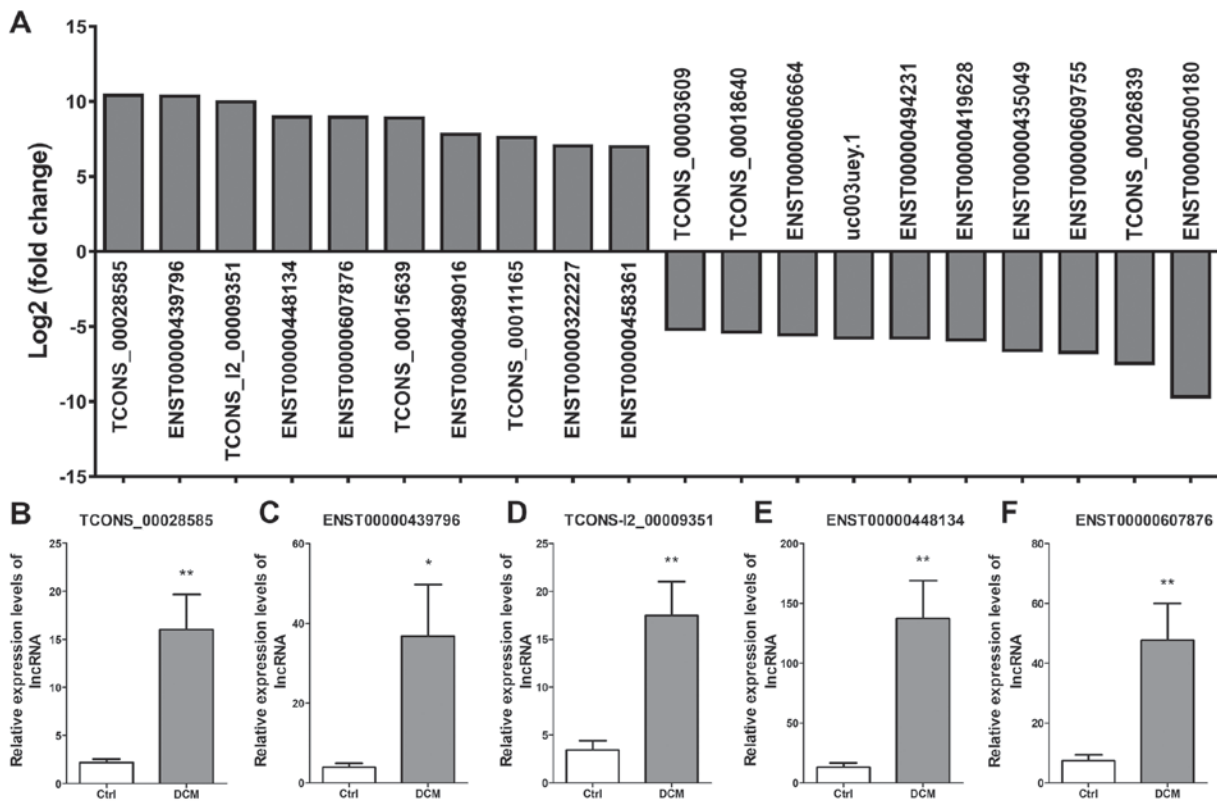 A
15
10
5
0
-5
-10
-15
Log2 (fold change)
TCONS_00028585
ENST00000439796
TCONS_I2_00009351
ENST00000448134
ENST00000607876
TCONS_00015639
ENST00000489016
TCONS_00011165
ENST00000322227
ENST00000458361
TCONS_00003609
TCONS_00018640
ENST00000606664
uc003uey.1
ENST00000494231
ENST00000419628
ENST00000435049
ENST00000609755
TCONS_00026839
ENST00000500180
B
TCONS_00028585
Relative expression levels of
lncRNA
25
20
15
10
5
0
**
Ctrl
DCM
C
ENST00000439796
Relative expression levels of
lncRNA
60
40
20
0
*
Ctrl
DCM
D
TCONS-I2_00009351
Relative expression levels of
lncRNA
25
20
15
10
5
0
**
Ctrl
DCM
E
ENST00000448134
Relative expression levels of
lncRNA
200
150
100
50
0
**
Ctrl
DCM
F
ENST00000607876
Relative expression levels of
lncRNA
80
60
40
20
0
**
Ctrl
DCM